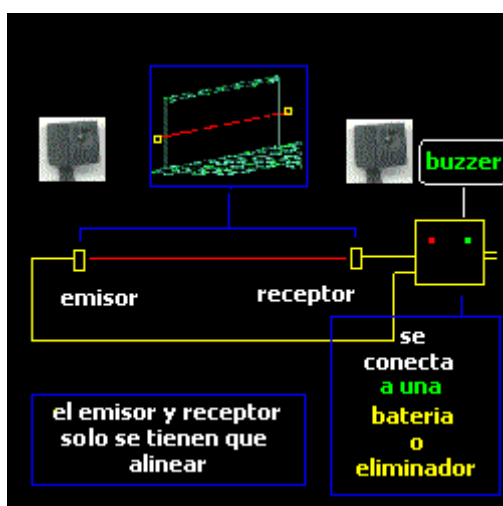 buzzer
emisor
receptor
se
conecta
a una
bateria
o
eliminador
el emisor y receptor
solo se tienen que
alinear